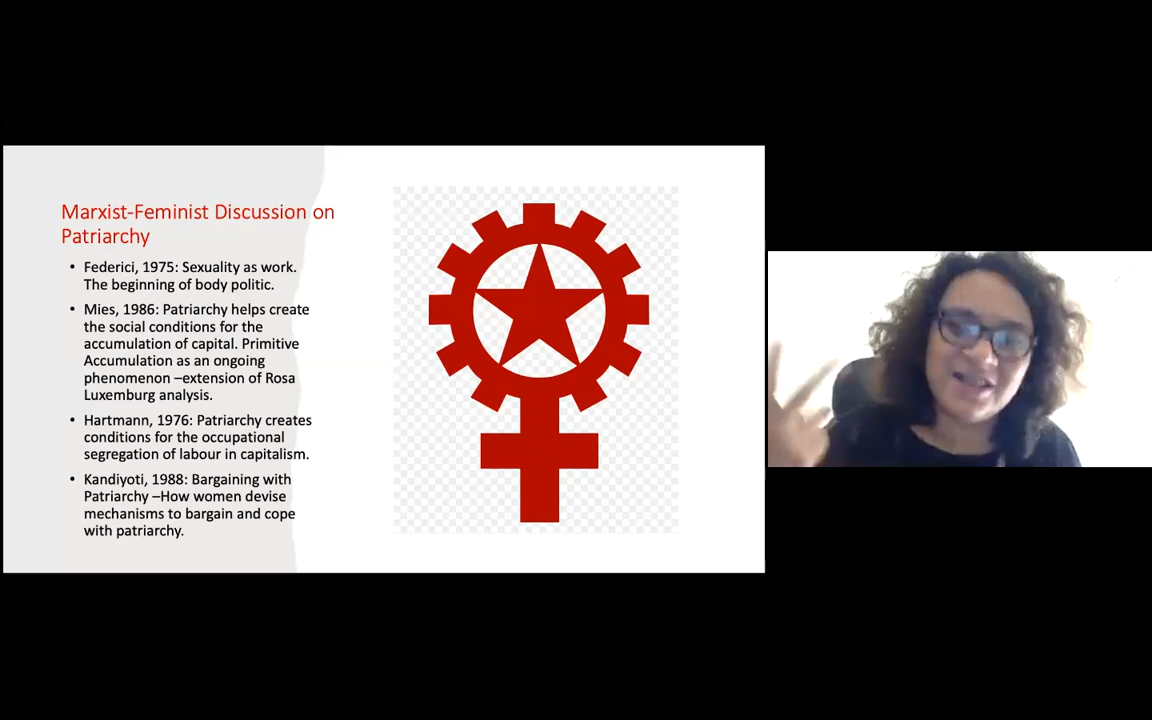 Marxist-Feminist Discussion on
Patriarchy
• Federici, 1975: Sexuality as work.
The beginning of body politic.
• Mies, 1986: Patriarchy helps create
the social conditions for the
accumulation of capital. Primitive
Accumulation as an ongoing
phenomenon –extension of Rosa
Luxemburg analysis.
• Hartmann, 1976: Patriarchy creates
conditions for the occupational
segregation of labour in capitalism.
• Kandiyoti, 1988: Bargaining with
Patriarchy –How women devise
mechanisms to bargain and cope
with patriarchy.